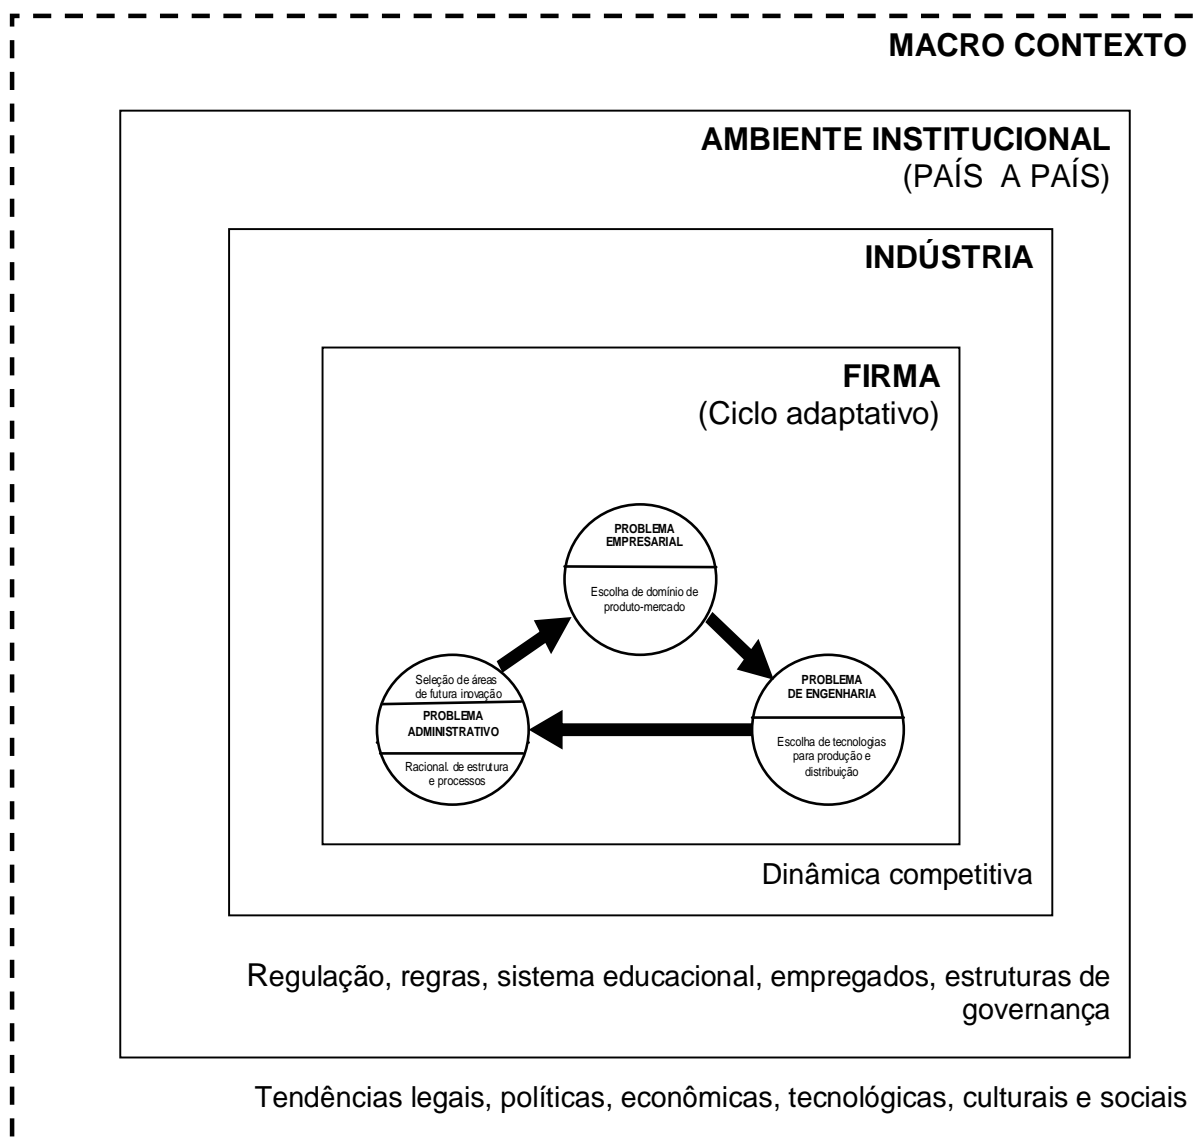 MACRO CONTEXTO
AMBIENTE INSTITUCIONAL
(PAÍS A PAÍS)
INDÚSTRIA
FIRMA
(Ciclo adaptativo)
PROBLEMA
EMPRESARIAL
Escolha de domínio de
produto-mercado
Seleção de áreas
de futura inovação
PROBLEMA
ADMINISTRATIVO
Racional. de estrutura
e processos
PROBLEMA
DE ENGENHARIA
Escolha de tecnologias
para produção e
distribuição
Dinâmica competitiva
Regulação, regras, sistema educacional, empregados, estruturas de
governança
Tendências legais, políticas, econômicas, tecnológicas, culturais e sociais